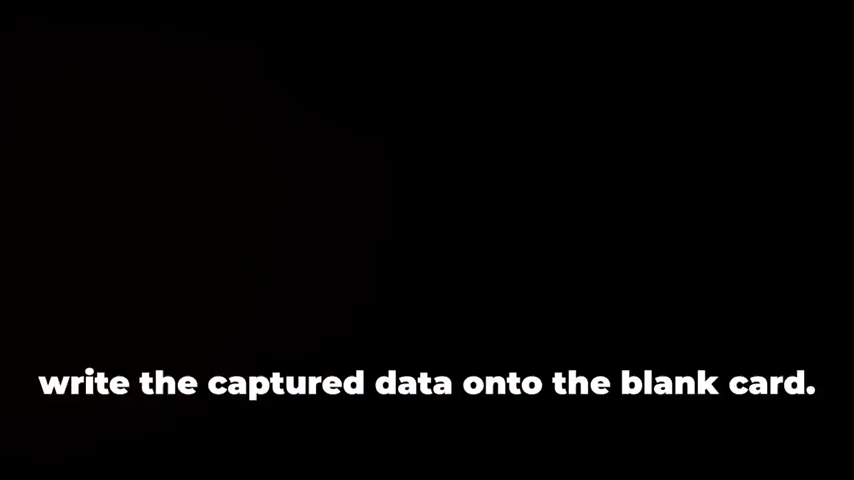 write the captured data onto the blank card.